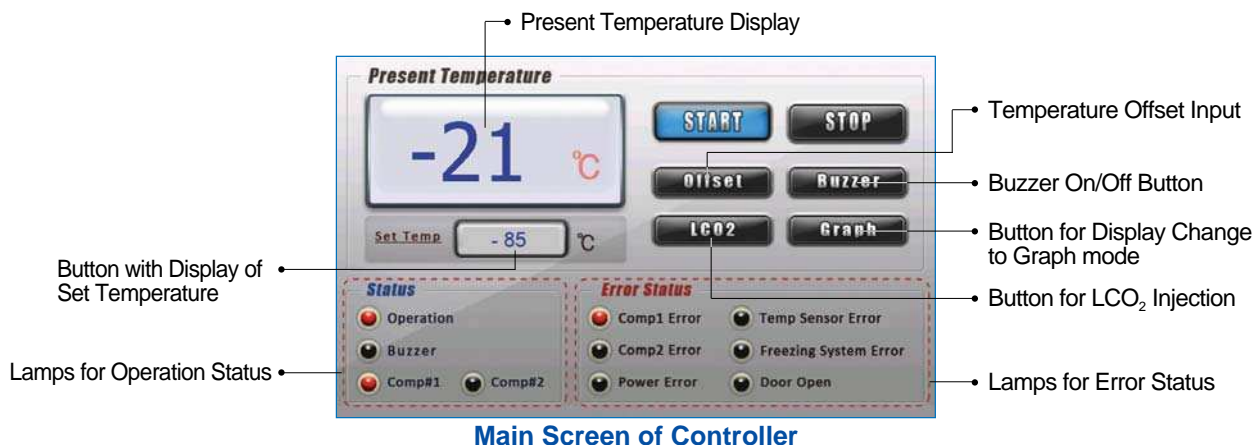 Present Temperature Display
Present Temperature
-21 °C
START
STOP
Temperature Offset Input
Offset
Buzzer
Buzzer On/Off Button
LCO2
Graph
Button for Display Change
to Graph mode
Set Temp
- 85 °C
Button with Display of
Set Temperature
Button for LCO₂ Injection
Status
Operation
Buzzer
Comp#1
Comp#2
Lamps for Operation Status
Error Status
Comp1 Error
Temp Sensor Error
Comp2 Error
Freezing System Error
Power Error
Door Open
Lamps for Error Status
Main Screen of Controller